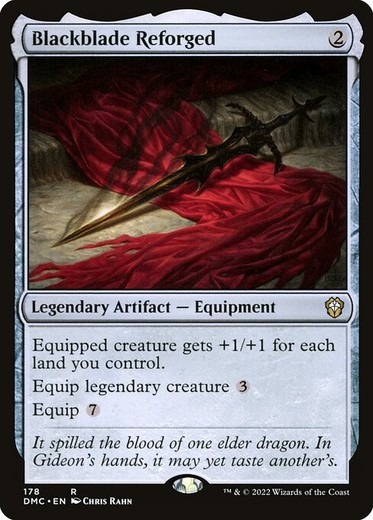 Blackblade Reforged 2
Legendary Artifact — Equipment
Equipped creature gets +1/+1 for each
land you control.
Equip legendary creature 3
Equip 7
It spilled the blood of one elder dragon. In
Gideon's hands, it may yet taste another's.
178 R
DMC • EN Chris Rahn
™ & © 2022 Wizards of the Coast